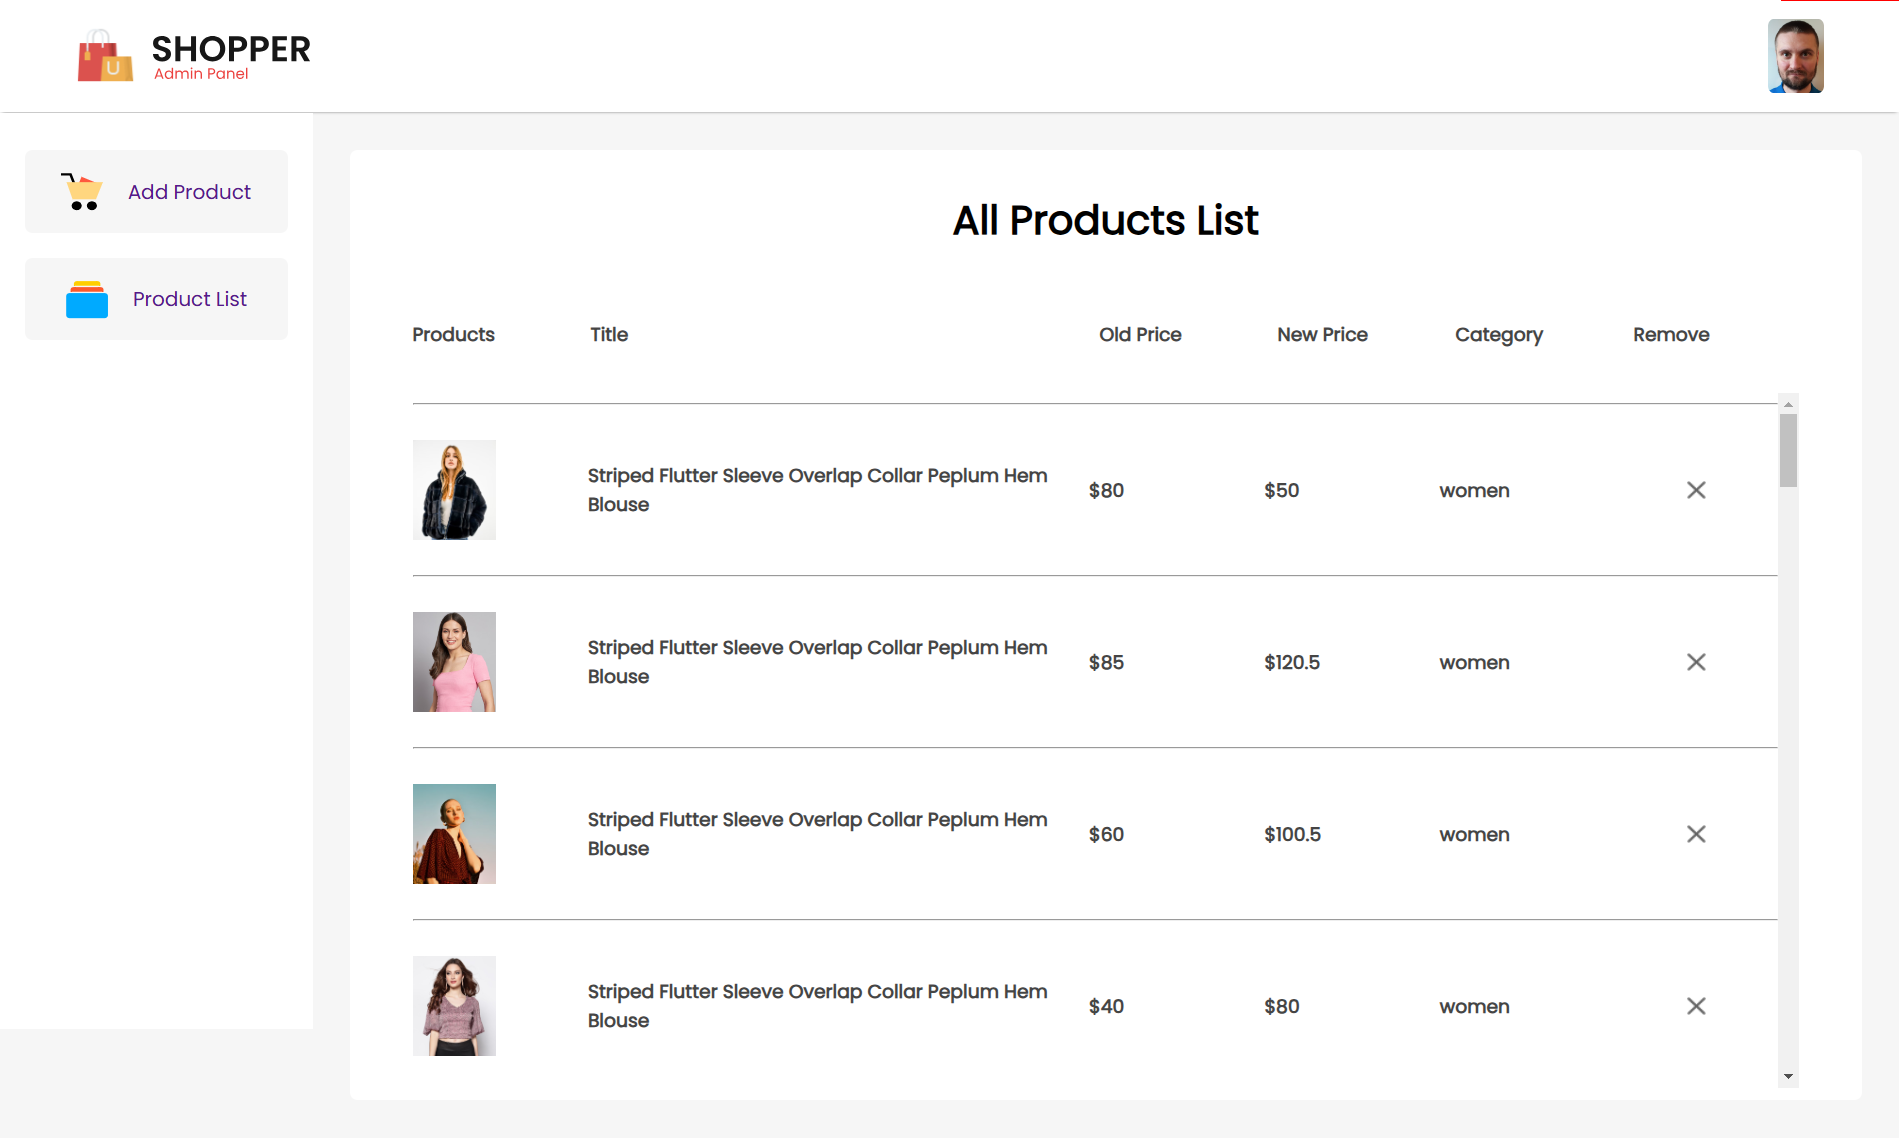 SHOPPER
Admin Panel
U
Add Product
Product List
All Products List
Products Title Old Price New Price Category Remove
Striped Flutter Sleeve Overlap Collar Peplum Hem
Blouse
$80 $50 women
Striped Flutter Sleeve Overlap Collar Peplum Hem
Blouse
$85 $120.5 women
Striped Flutter Sleeve Overlap Collar Peplum Hem
Blouse
$60 $100.5 women
Striped Flutter Sleeve Overlap Collar Peplum Hem
Blouse
$40 $80 women